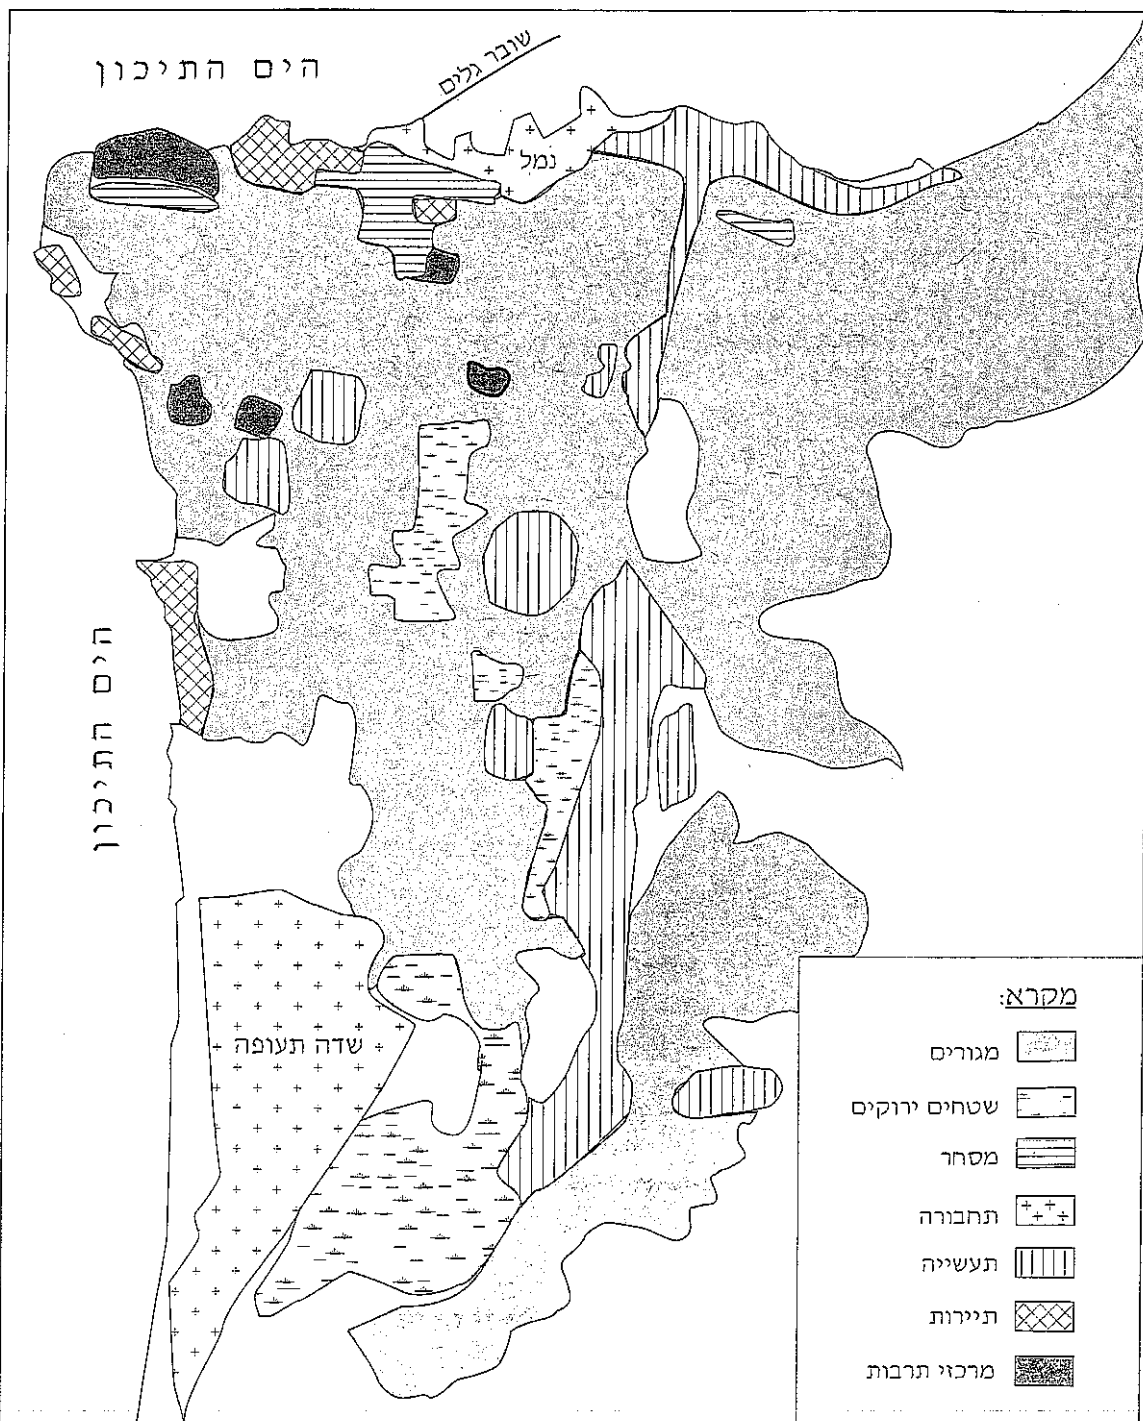 הים התיכון
שובר גלים
נמל
הים התיכון
שדה תעופה
מקרא:
מגורים
שטחים ירוקים
מסחר
תחבורה
תעשייה
תיירות
מרכזי תרבות